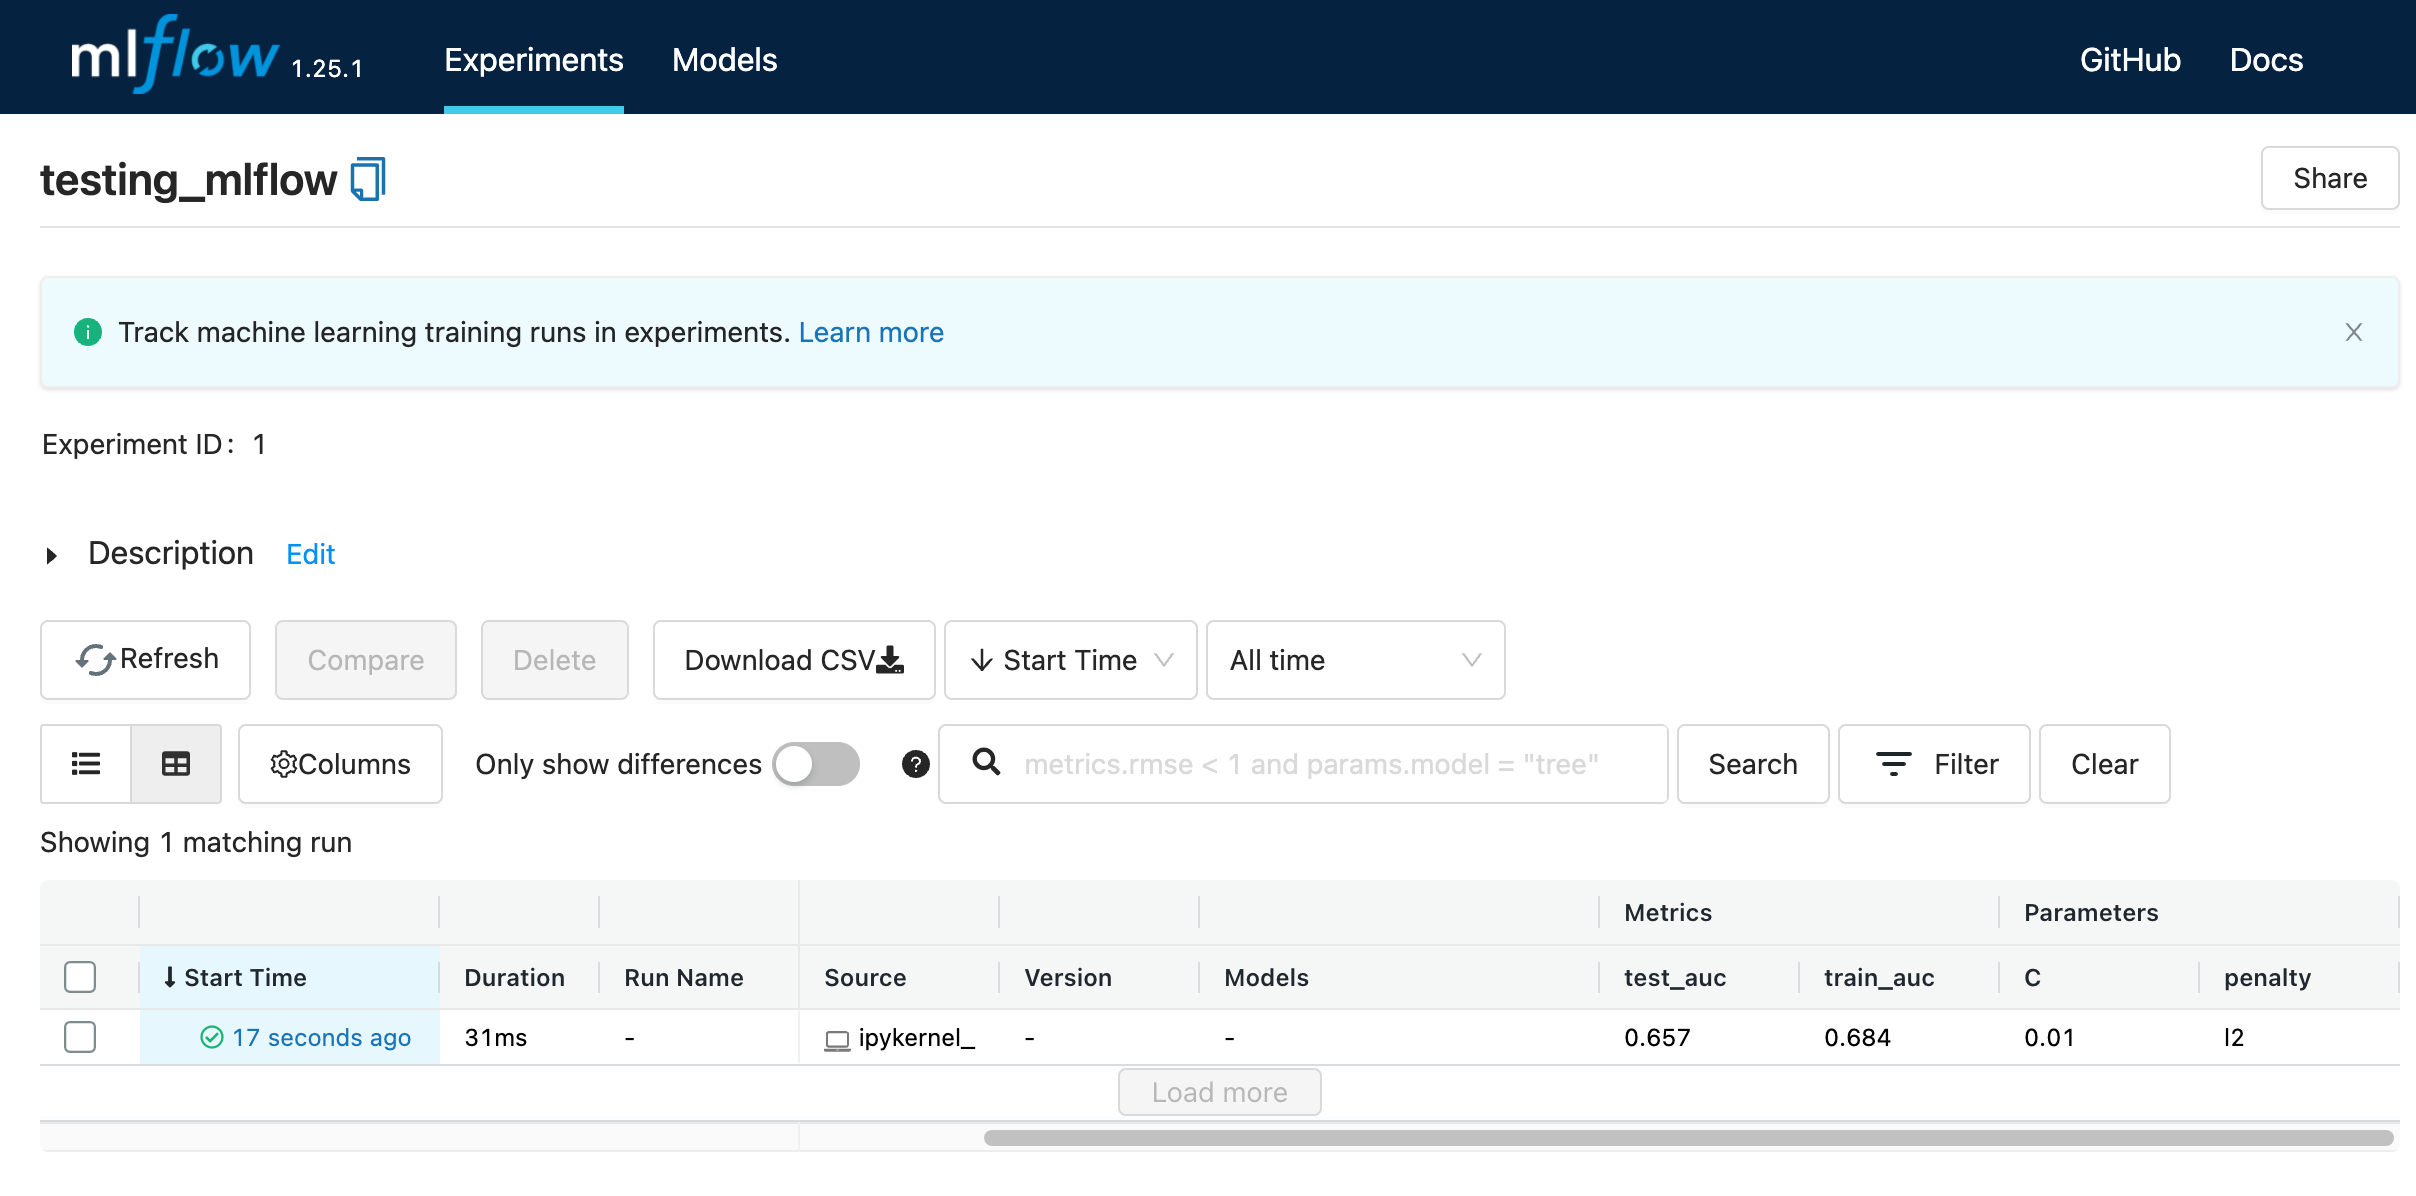 mlflow 1.25.1 Experiments Models GitHub Docs
testing_mlflow Share
Track machine learning training runs in experiments. Learn more
Experiment ID: 1
Description Edit
Refresh Compare Delete Download CSV Start Time All time
Columns Only show differences ? metrics.rmse < 1 and params.model = "tree" Search Filter Clear
Showing 1 matching run
Metrics Parameters
↓ Start Time Duration Run Name Source Version Models test_auc train_auc C penalty
17 seconds ago 31ms - ipykernel_ - - 0.657 0.684 0.01 l2
Load more